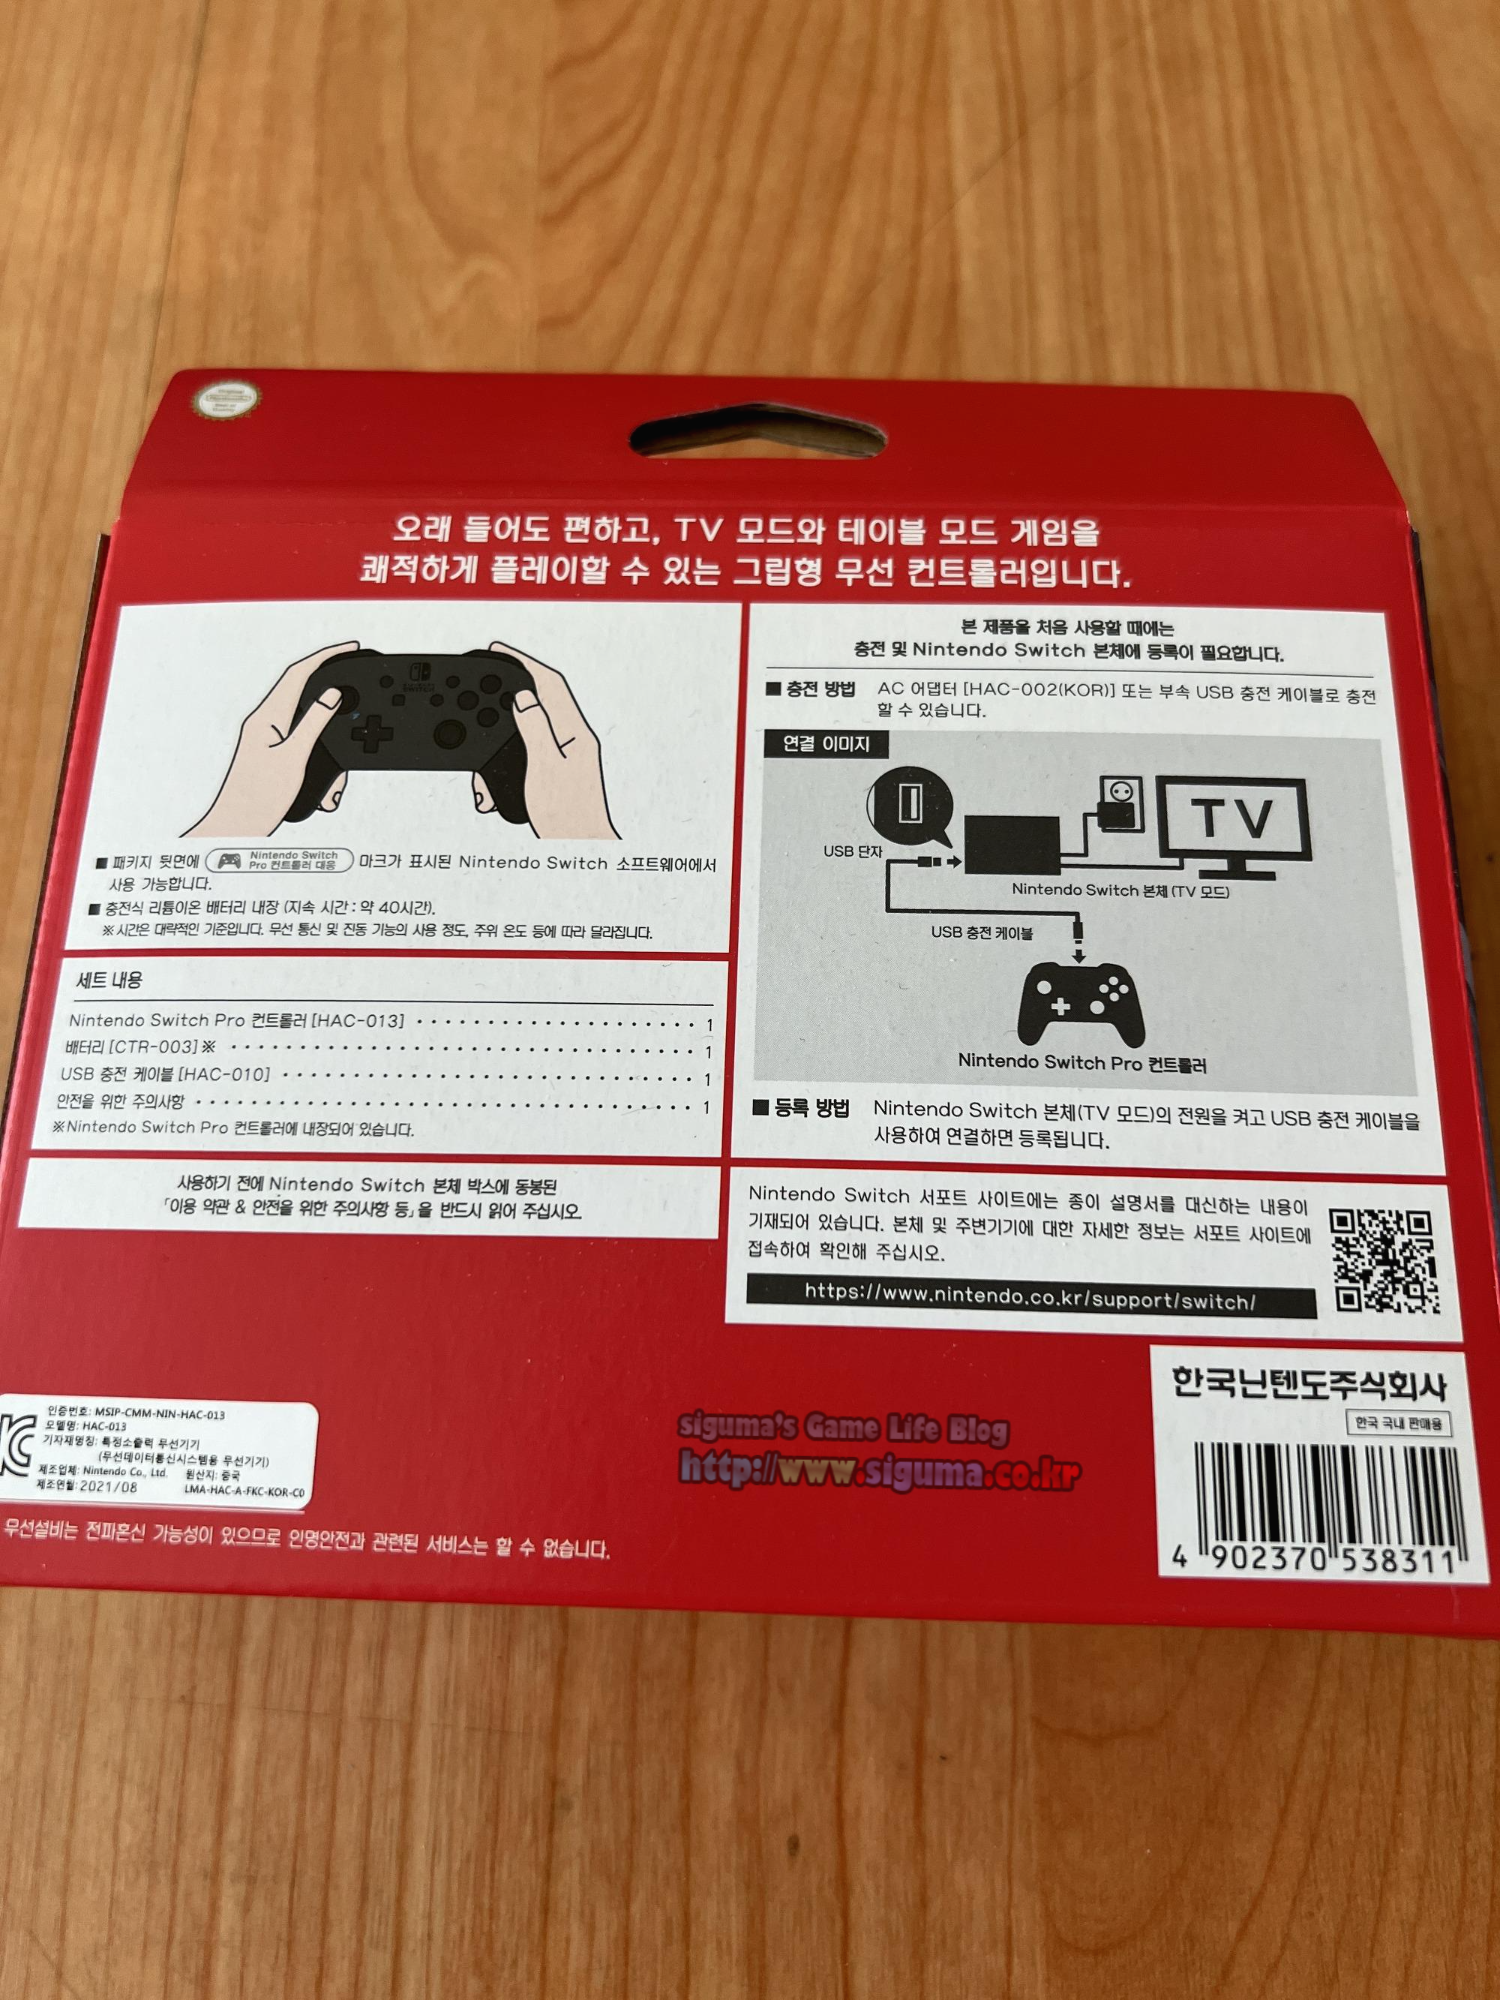 오래 들어도 편하고, TV 모드와 테이블 모드 게임을
쾌적하게 플레이할 수 있는 그립형 무선 컨트롤러입니다.
■ 패키지 뒷면에 Nintendo Switch Pro 컨트롤러 대응 마크가 표시된 Nintendo Switch 소프트웨어에서
사용 가능합니다.
■ 충전식 리튬이온 배터리 내장 (지속 시간 : 약 40시간).
※ 시간은 대략적인 기준입니다. 무선 통신 및 진동 기능의 사용 정도, 주위 온도 등에 따라 달라집니다.
세트 내용
Nintendo Switch Pro 컨트롤러 [HAC-013] 1
배터리 [CTR-003] ※ 1
USB 충전 케이블 [HAC-010] 1
안전을 위한 주의사항 1
※ Nintendo Switch Pro 컨트롤러에 내장되어 있습니다.
사용하기 전에 Nintendo Switch 본체 박스에 동봉된
「이용 약관 & 안전을 위한 주의사항 등」을 반드시 읽어 주십시오.
본 제품을 처음 사용할 때에는
충전 및 Nintendo Switch 본체에 등록이 필요합니다.
■ 충전 방법 AC 어댑터 [HAC-002(KOR)] 또는 부속 USB 충전 케이블로 충전
할 수 있습니다.
연결 이미지
TV
USB 단자
Nintendo Switch 본체 (TV 모드)
USB 충전 케이블
Nintendo Switch Pro 컨트롤러
■ 등록 방법 Nintendo Switch 본체(TV 모드)의 전원을 켜고 USB 충전 케이블을
사용하여 연결하면 등록됩니다.
Nintendo Switch 서포트 사이트에는 종이 설명서를 대신하는 내용이
기재되어 있습니다. 본체 및 주변기기에 대한 자세한 정보는 서포트 사이트에
접속하여 확인해 주십시오.
https://www.nintendo.co.kr/support/switch/
한국닌텐도주식회사
한국 국내 판매용
4 902370 538311
인증번호: MSIP-CMM-NIN-HAC-013
모델명: HAC-013
기자재명칭: 특정소출력 무선기기
(무선데이터통신시스템용 무선기기)
제조업체: Nintendo Co., Ltd. 원산지: 중국
제조연월: 2021/08 LMA-HAC-A-FKC-KOR-C0
무선설비는 전파혼신 가능성이 있으므로 인명안전과 관련된 서비스는 할 수 없습니다.
siguma's Game Life Blog
http://www.siguma.co.kr